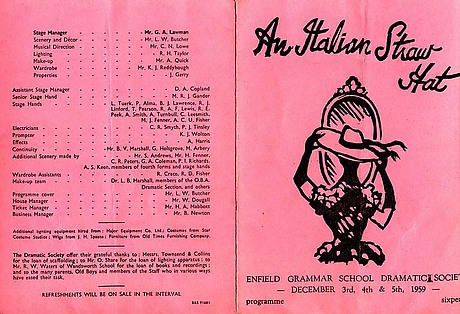 Stage Manager - - - - Mr. G. A. Lawman
Scenery and Décor - - Mr. L. W. Butcher
Musical Direction - - Mr. C. N. Lowe
Lighting - - R. H. Taylor
Make-up - - Mr. A. Quick
Wardrobe - - Mr. K. J. Reddyhough
Properties - - J. Gerry
Assistant Stage Manager D. A. Copland
Senior Stage Hand - M. R. J. Gander
Stage Hands - L. Tuerk, P. Alma, B. J. Lawrence, R. J.
Linford, T. Pearson, R. A. F. Lewis, R. E.
Peek, A. Smith, A. Turnbull, C. Leesmith,
M. J. Fenner, A. C. U. Fisher
Electricians - C. R. Smyth, P. J. Tinsley
Prompter - K. J. Wolton
Effects - A. Harris
Continuity - Mr. B. V. Marshall, G. Holtgrove, M. Arbery
Additional Scenery made by Mr. S. Andrews, Mr. H. Fenner,
C. R. Peters, G. A. Coleman, P. I. Richards,
A. S. Keen, members of fourth forms and stage hands
Wardrobe Assistants - R. Crace, R. D. Fisher
Make-up team - Dr. L. B. Marshall, members of the O.B.A.
Dramatic Section, and others
Programme cover - Mr. L. W. Butcher
House Manager - Mr. W. Dougall
Ticket Manager - Mr. H. A. Habbott
Business Manager - Mr. B. Newton
Additional lighting equipment hired from: Major Equipment Co. Ltd.; Costumes from Star
Costume Studios; Wigs from J. H. Spaans; Furniture from Old Times Furnishing Company.
The Dramatic Society offer their grateful thanks to: Messrs. Townsend & Collins
for the loan of scaffolding; to Mr. O. Share for the loan of lighting apparatus; to
Mr. R. W. Waters of Wandsworth School for the loan of books and recordings;
and to the many parents, Old Boys and members of the Staff who in various ways
have eased their task.
REFRESHMENTS WILL BE ON SALE IN THE INTERVAL
An Italian Straw
Hat
ENFIELD GRAMMAR SCHOOL DRAMATIC SOCIE
— DECEMBER 3rd, 4th & 5th, 1959 —
programme sixpe